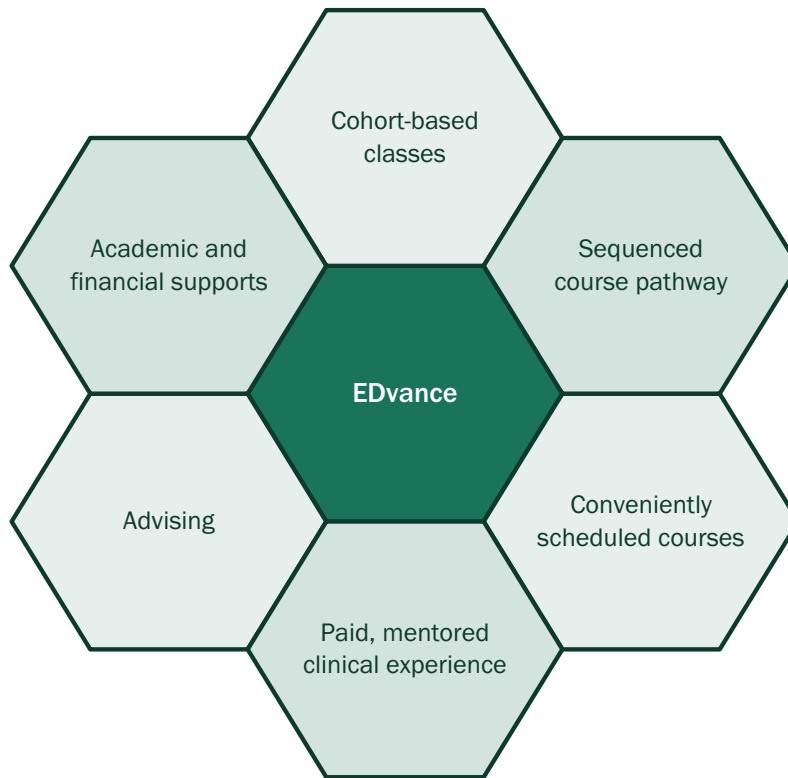 Cohort-based
classes
Academic and
financial supports
Sequenced
course pathway
EDvance
Advising
Conveniently
scheduled courses
Paid, mentored
clinical experience